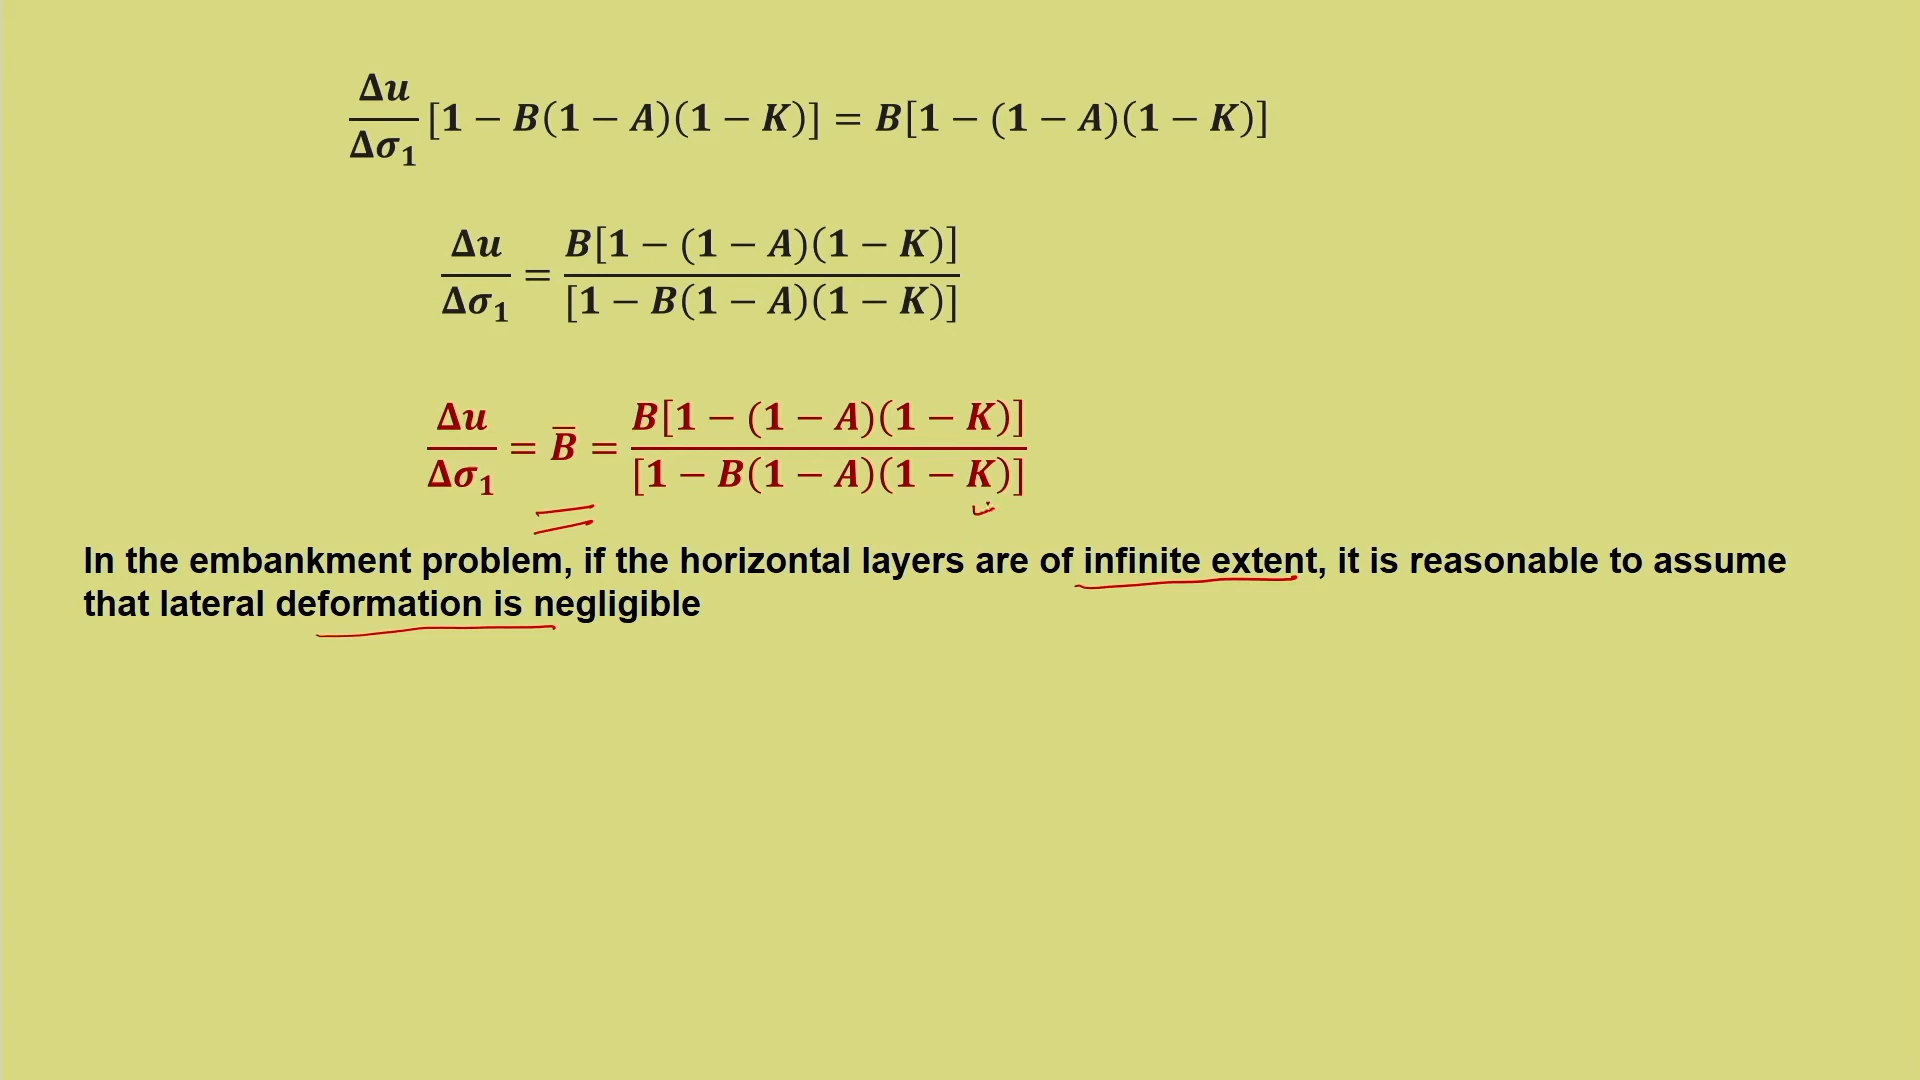 Δu/Δσ₁ [1 − B(1 − A)(1 − K)] = B[1 − (1 − A)(1 − K)]
Δu/Δσ₁ = B[1 − (1 − A)(1 − K)] / [1 − B(1 − A)(1 − K)]
Δu/Δσ₁ = B̅ = B[1 − (1 − A)(1 − K)] / [1 − B(1 − A)(1 − K)]
In the embankment problem, if the horizontal layers are of infinite extent, it is reasonable to assume
that lateral deformation is negligible